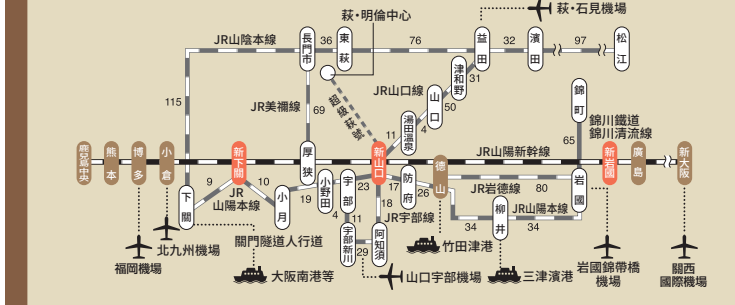 萩・石見機場
萩・明倫中心
JR山陰本線
長門市
36
東萩
76
益田
32
濱田
97
松江
津和野
31
JR山口線
山口
50
錦町
115
JR美禰線
69
超級萩號
湯田溫泉
4
11
65
錦川鐵道
錦川清流線
鹿兒島中央
熊本
博多
小倉
新下關
厚狹
新山口
JR山陽新幹線
德山
新岩國
廣島
新大阪
9
10
JR
山陽本線
19
小野田
宇部
23
17
防府
26
JR岩德線
80
岩國
下關
小月
4
11
18
JR宇部線
34
柳井
JR山陽本線
34
宇部新川
29
阿知須
北九州機場
關門隧道人行道
竹田津港
福岡機場
大阪南港等
山口宇部機場
三津濱港
岩國錦帶橋
機場
關西
國際機場